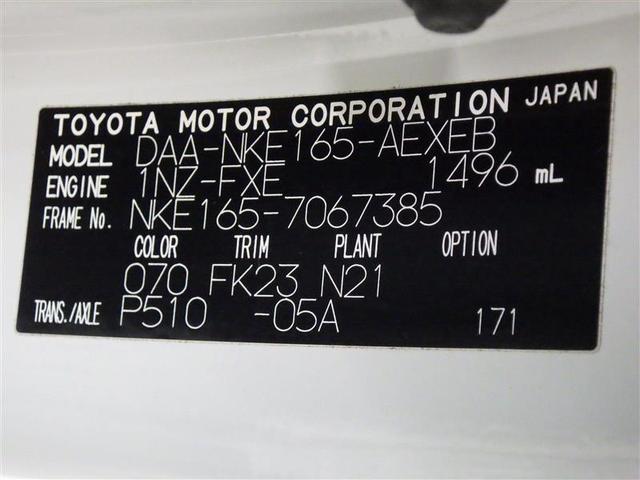 TOYOTA MOTOR CORPORATION JAPAN
MODEL DAA-NKE165-AEXEB
ENGINE 1NZ-FXE 1496 mL
FRAME No. NKE165-7067385
COLOR TRIM PLANT OPTION
070 FK23 N21
TRANS./AXLE P510 -05A 171